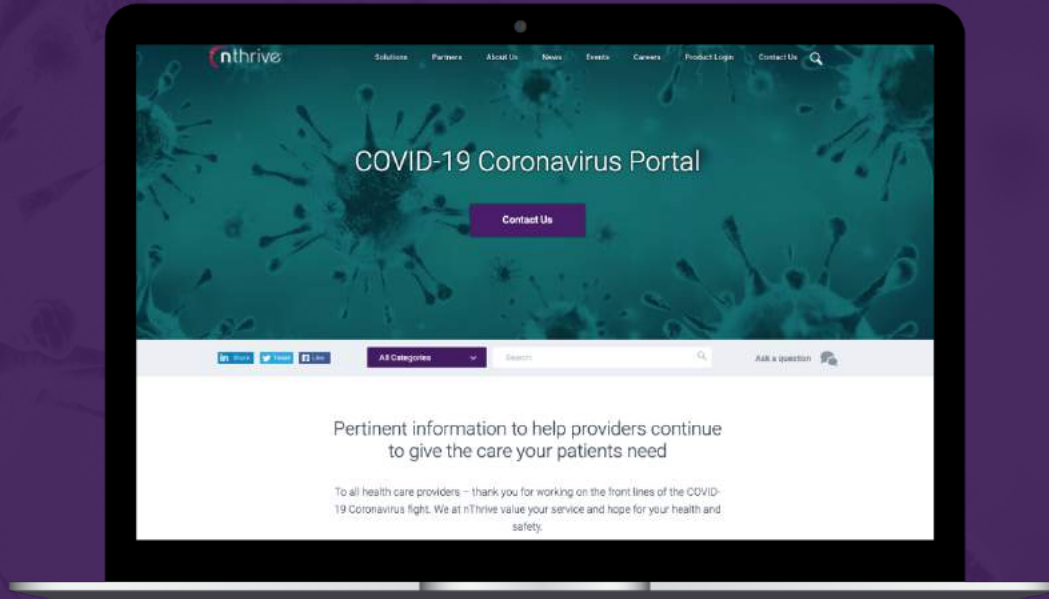 nthrive
Solutions Partners About Us News Events Careers Product Login Contact Us
COVID-19 Coronavirus Portal
Contact Us
in Share Tweet Like All Categories Search Ask a question
Pertinent information to help providers continue
to give the care your patients need
To all health care providers – thank you for working on the front lines of the COVID-
19 Coronavirus fight. We at nThrive value your service and hope for your health and
safety.